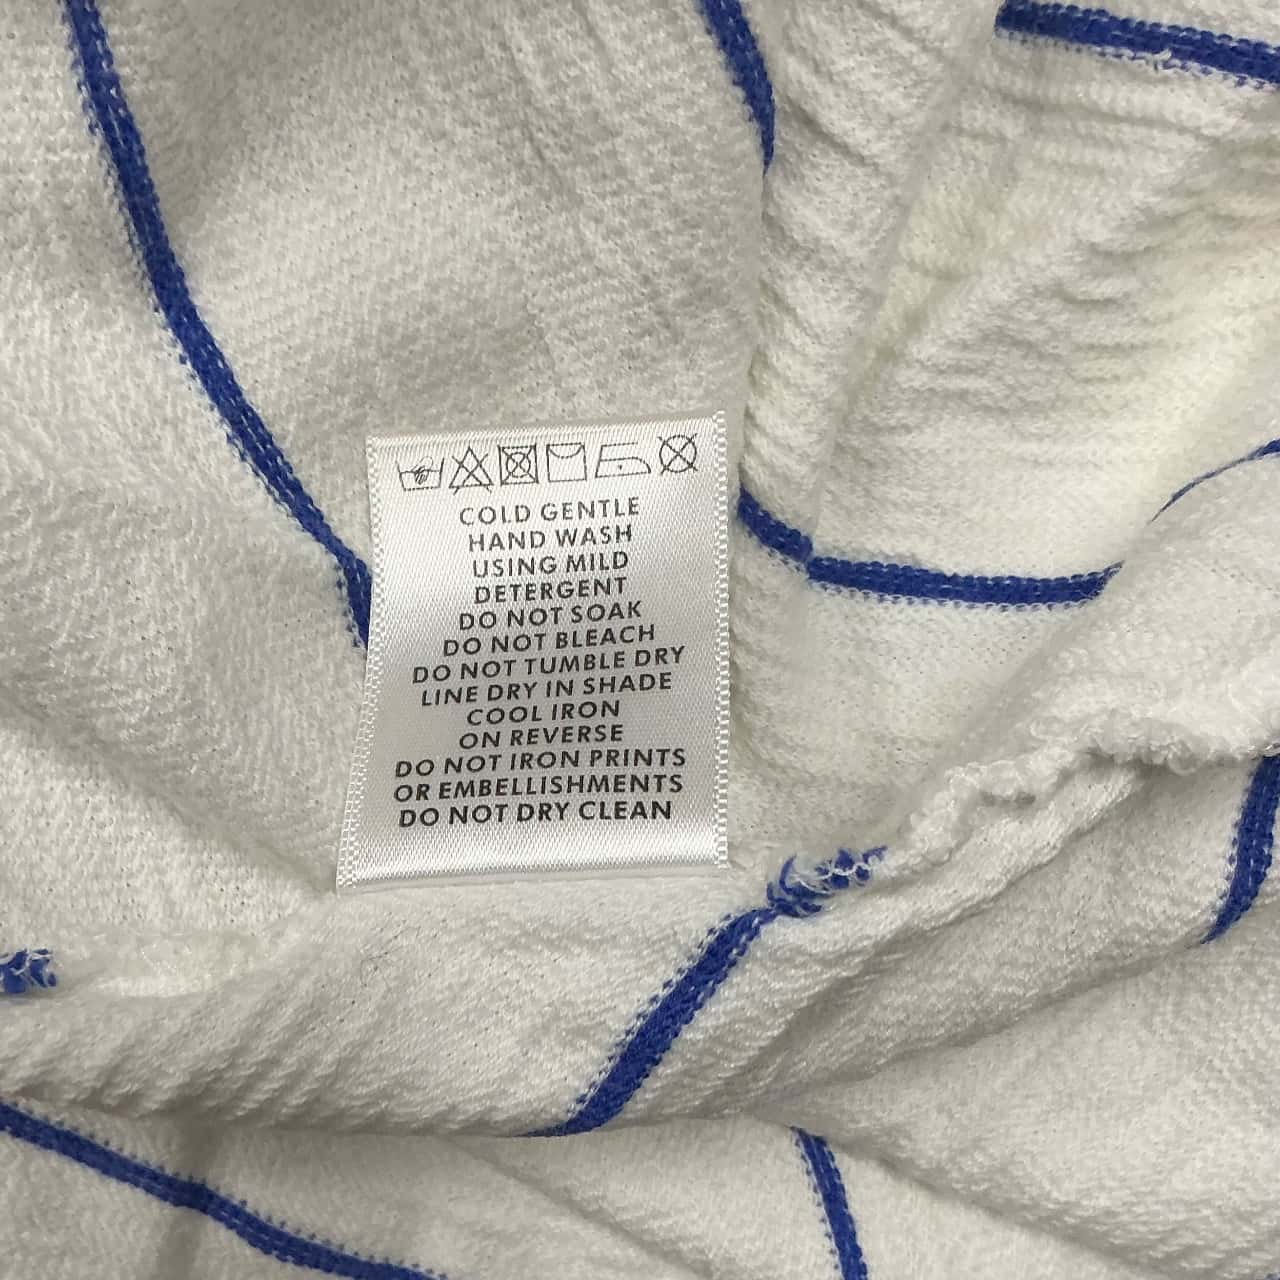 COLD GENTLE
HAND WASH
USING MILD
DETERGENT
DO NOT SOAK
DO NOT BLEACH
DO NOT TUMBLE DRY
LINE DRY IN SHADE
COOL IRON
ON REVERSE
DO NOT IRON PRINTS
OR EMBELLISHMENTS
DO NOT DRY CLEAN